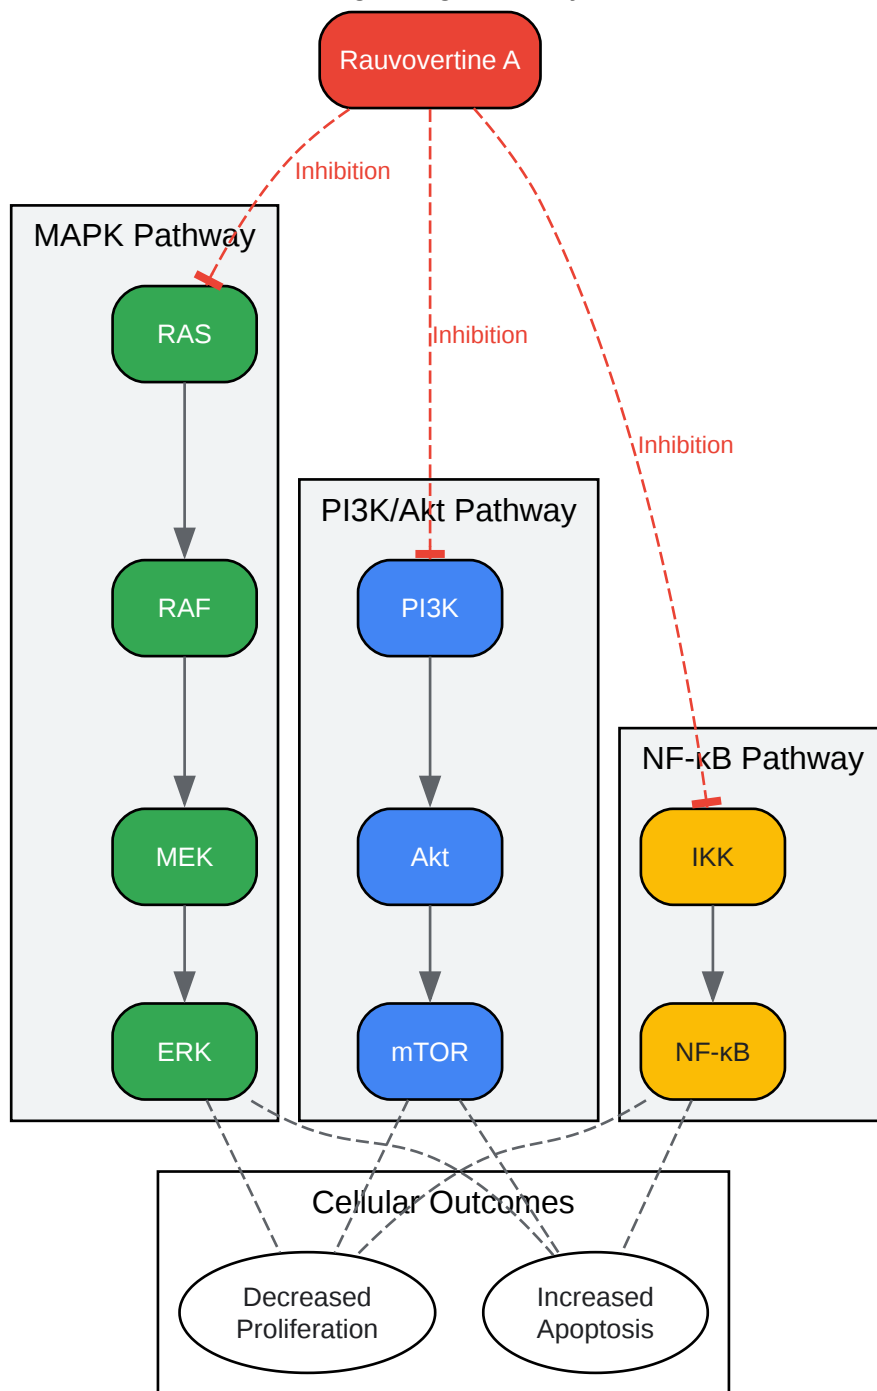 Rauvovertine A
Inhibition
MAPK Pathway
RAS
Inhibition
Inhibition
PI3K/Akt Pathway
RAF
PI3K
NF-κB Pathway
MEK
Akt
IKK
ERK
mTOR
NF-κB
Cellular Outcomes
Decreased
Proliferation
Increased
Apoptosis